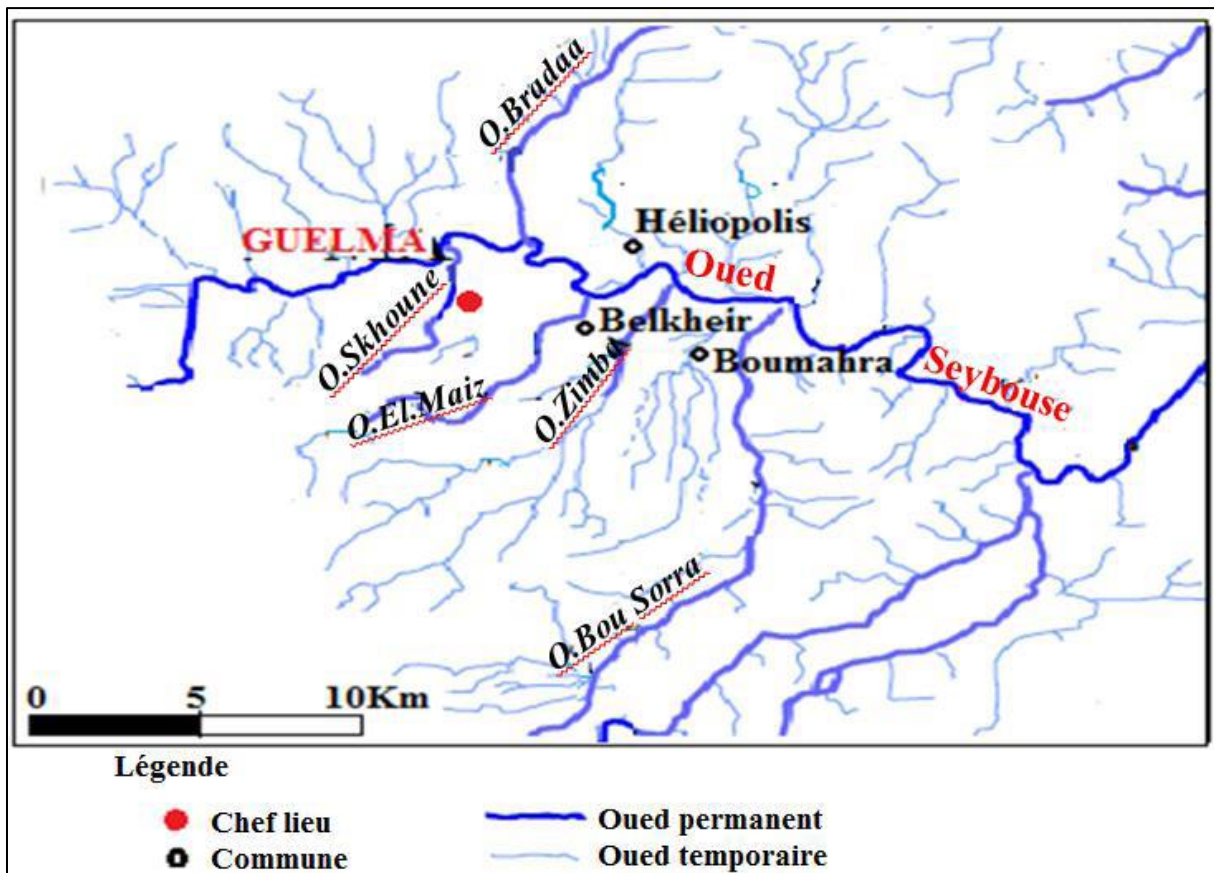 O.Bradaa
Héliopolis
GUELMA
Oued
O.Skhoune
Belkheir
Boumahra
Seybouse
O.El.Maiz
O.Zimba
O.Bou Sorra
0 5 10Km
Légende
Chef lieu
Oued permanent
Commune
Oued temporaire